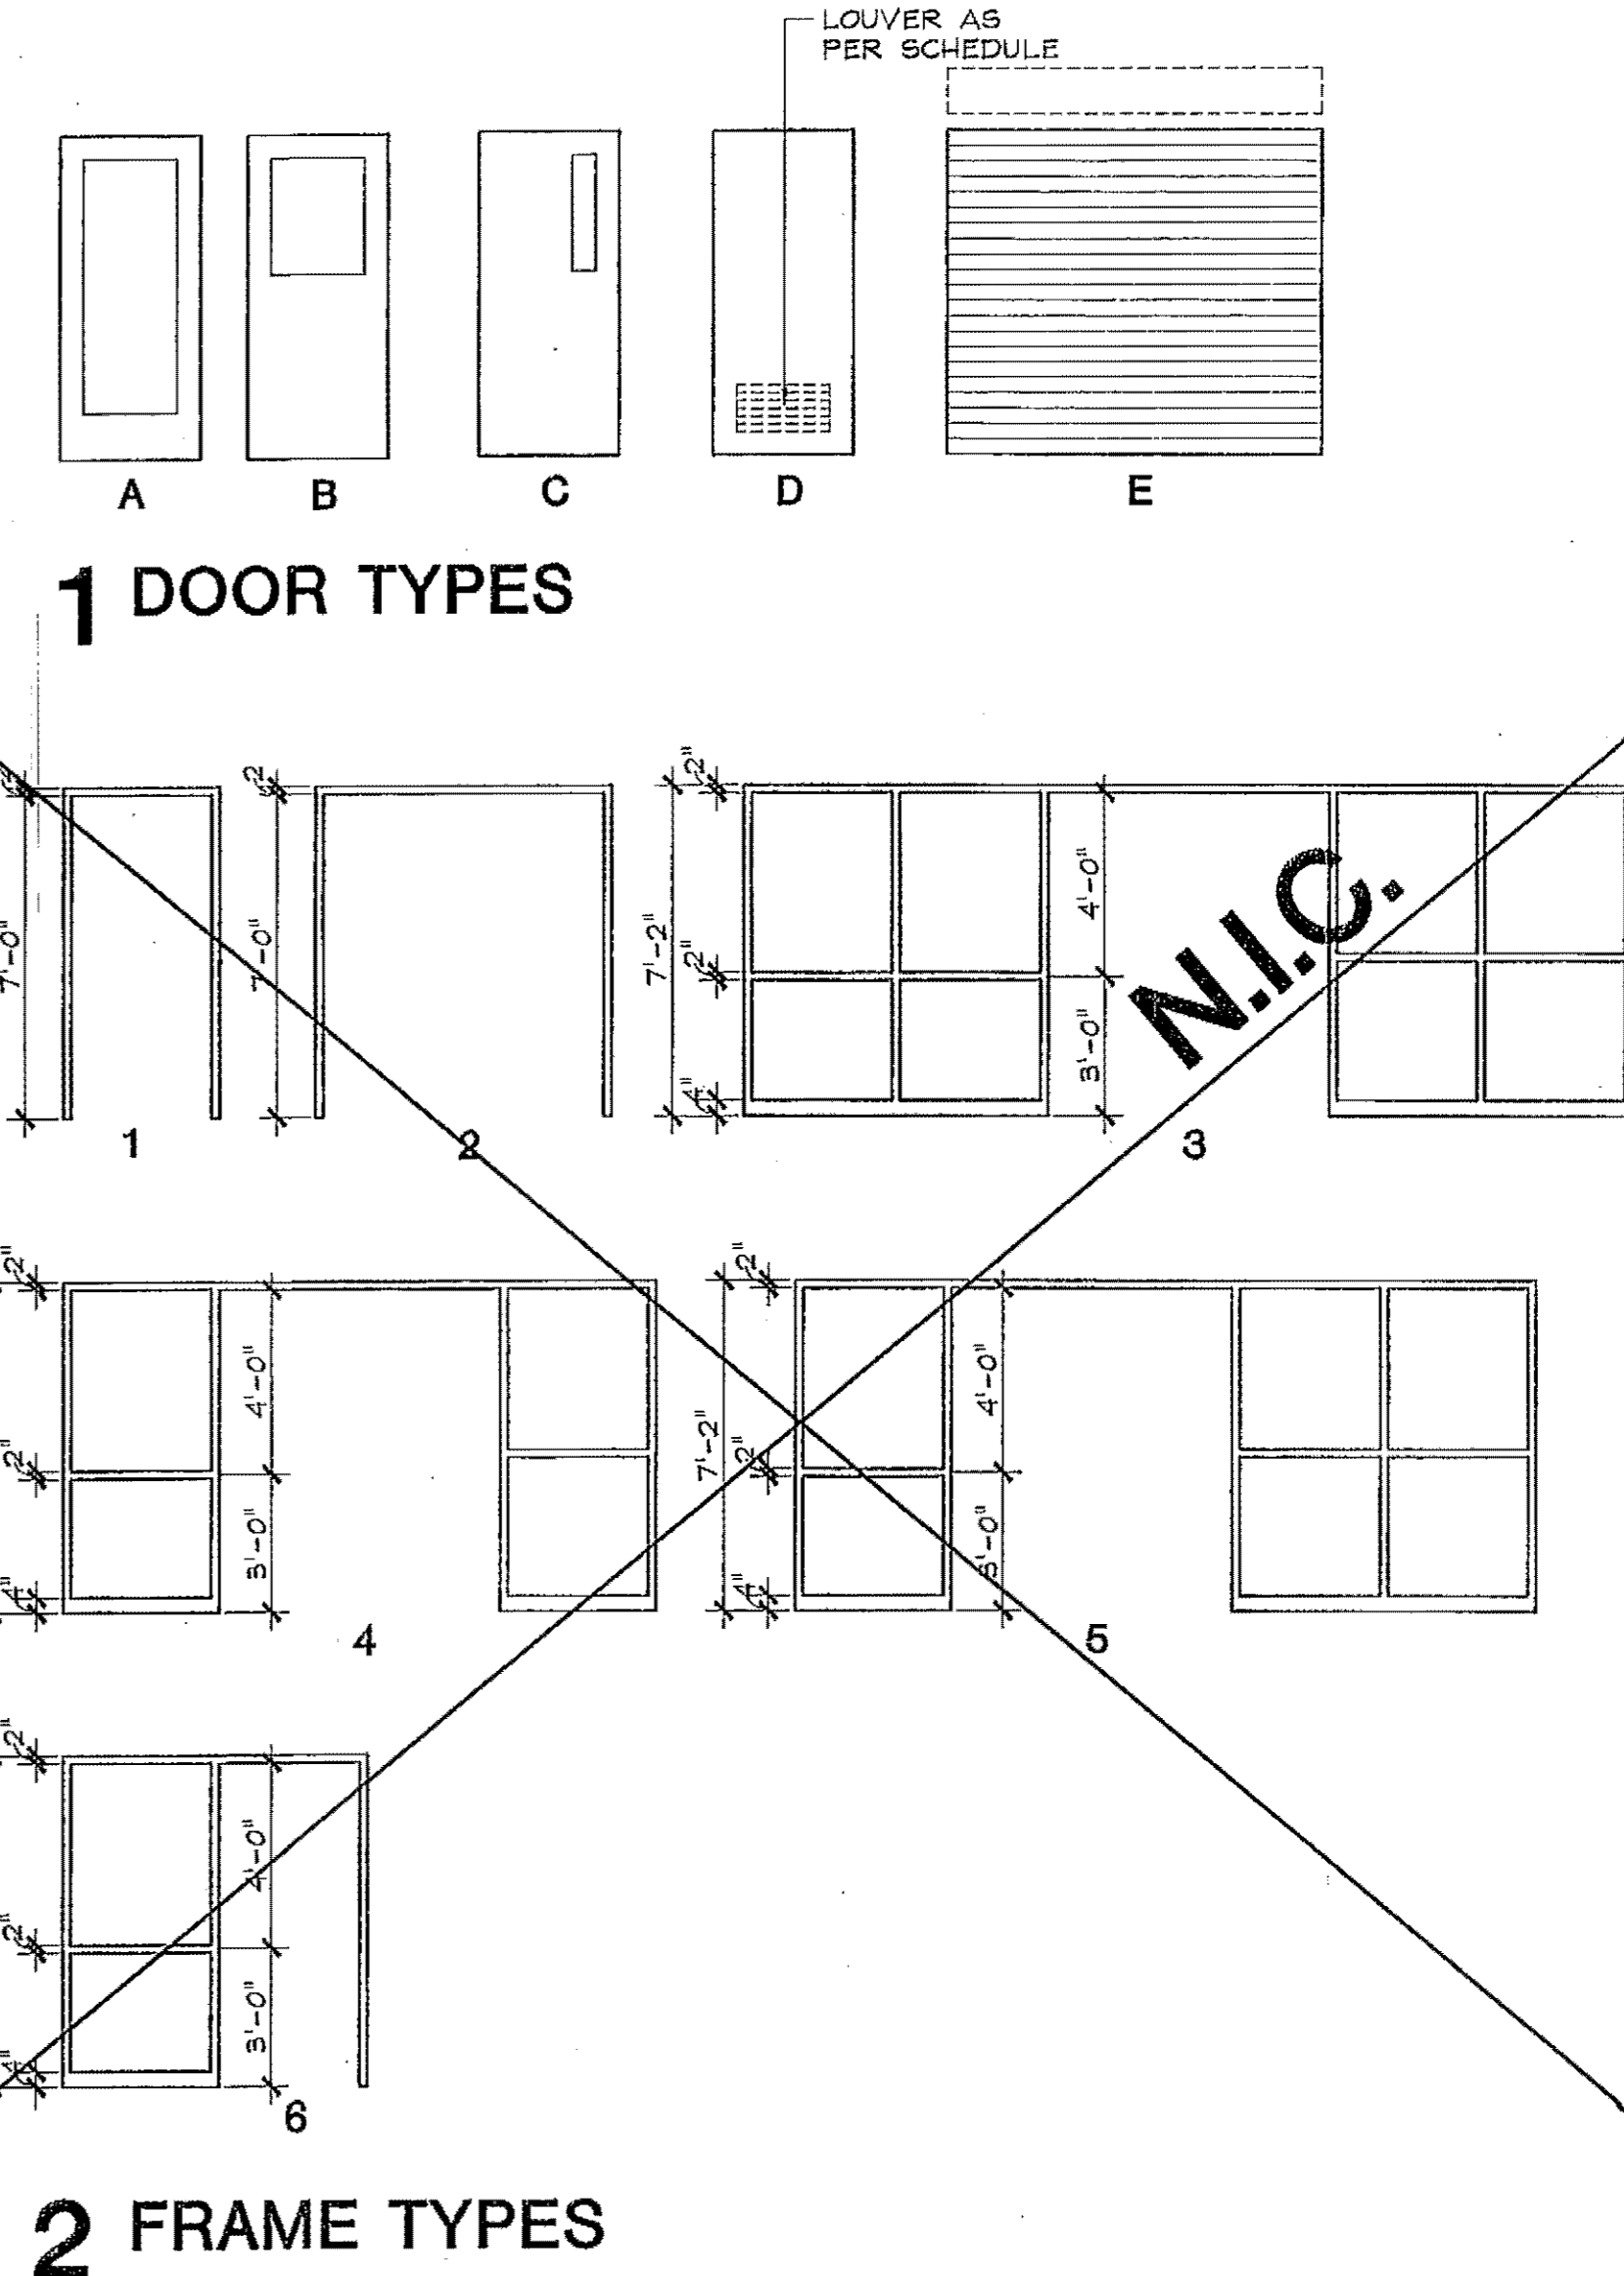 LOUVER AS
PER SCHEDULE
A B C D E
1 DOOR TYPES
2" 2" 4'-0"
7'-0" 7'-0" 7'-2" 2" 3'-0"
4"
N.I.C.
1 2 3
2" 4'-0" 2" 4'-0"
2" 3'-0" 7'-2" 2" 3'-0"
4" 4"
4 5
2" 4'-0"
2" 3'-0"
4"
6
2 FRAME TYPES